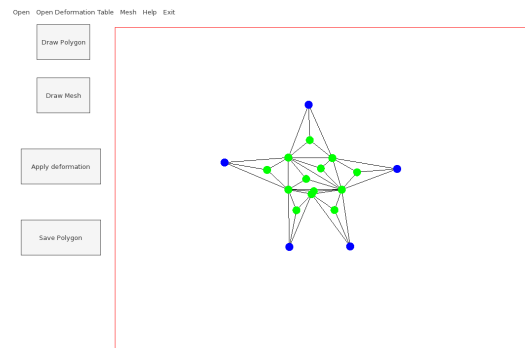 Open Open Deformation Table Mesh Help Exit
Draw Polygon
Draw Mesh
Apply deformation
Save Polygon